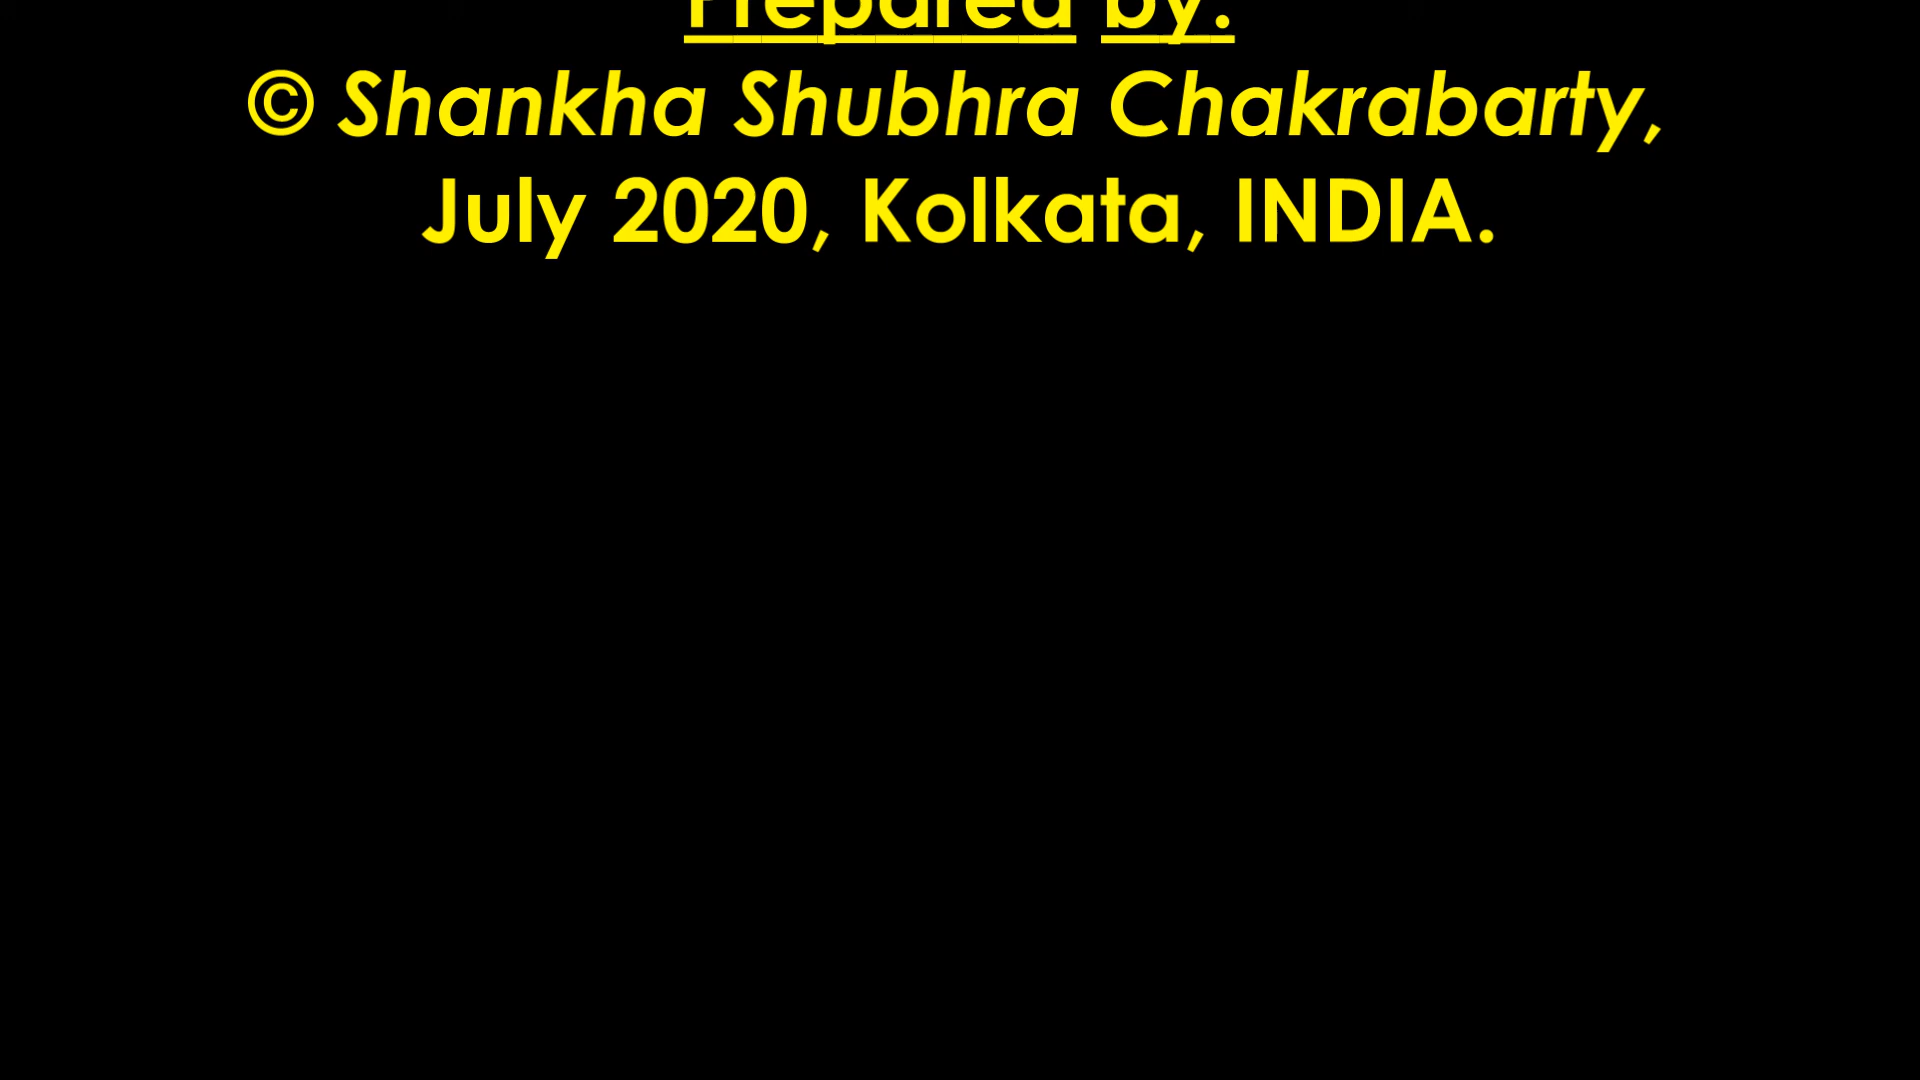 Prepared by:
© Shankha Shubhra Chakrabarty,
July 2020, Kolkata, INDIA.